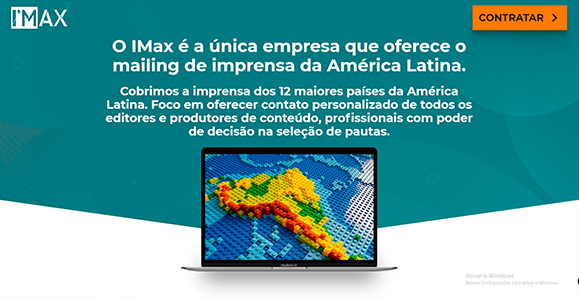 I'MAX
CONTRATAR >
O IMax é a única empresa que oferece o
mailing de imprensa da América Latina.
Cobrimos a imprensa dos 12 maiores países da América
Latina. Foco em oferecer contato personalizado de todos os
editores e produtores de conteúdo, profissionais com poder
de decisão na seleção de pautas.
Ativar o Windows
Acesse Configurações para ativar o Windows.